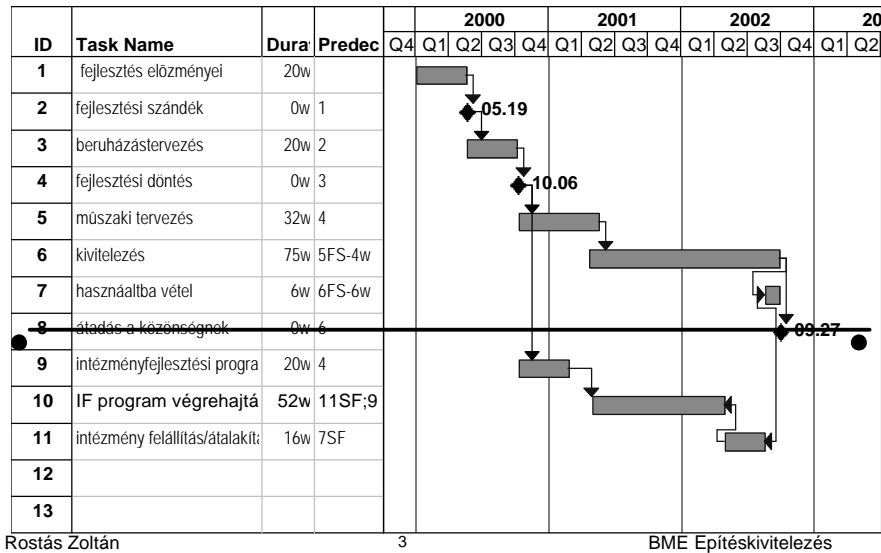 2000 2001 2002 20
ID Task Name Dura Predec Q4 Q1 Q2 Q3 Q4 Q1 Q2 Q3 Q4 Q1 Q2 Q3 Q4 Q1 Q2
1 fejlesztés elözményei 20w
2 fejlesztési szándék 0w 1 05.19
3 beruházástervezés 20w 2
4 fejlesztési döntés 0w 3 10.06
5 mûszaki tervezés 32w 4
6 kivitelezés 75w 5FS-4w
7 használtba vétel 6w 6FS-6w
8 átadás a közönségnek 0w 6 09.27
9 intézményfejlesztési progra 20w 4
10 IF program végrehajtá 52w 11SF;9
11 intézmény felállítás/átalakíta 16w 7SF
12
13
Rostás Zoltán 3 BME Epítéskivitelezés